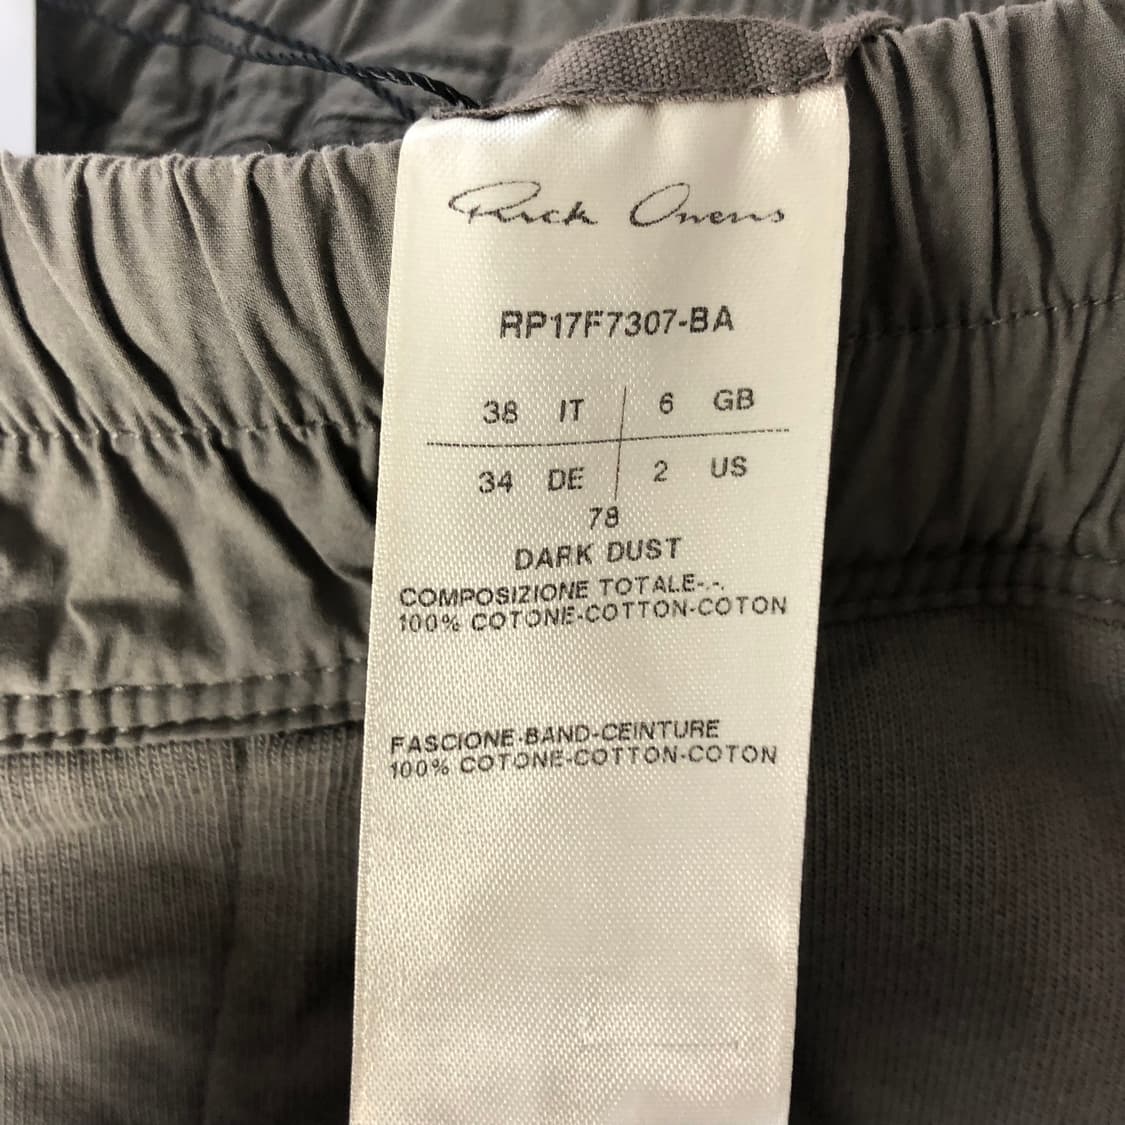 Rick Owens
RP17F7307-BA
38 IT 6 GB
34 DE 2 US
78
DARK DUST
COMPOSIZIONE TOTALE-.-.
100% COTONE-COTTON-COTON
FASCIONE-BAND-CEINTURE
100% COTONE-COTTON-COTON